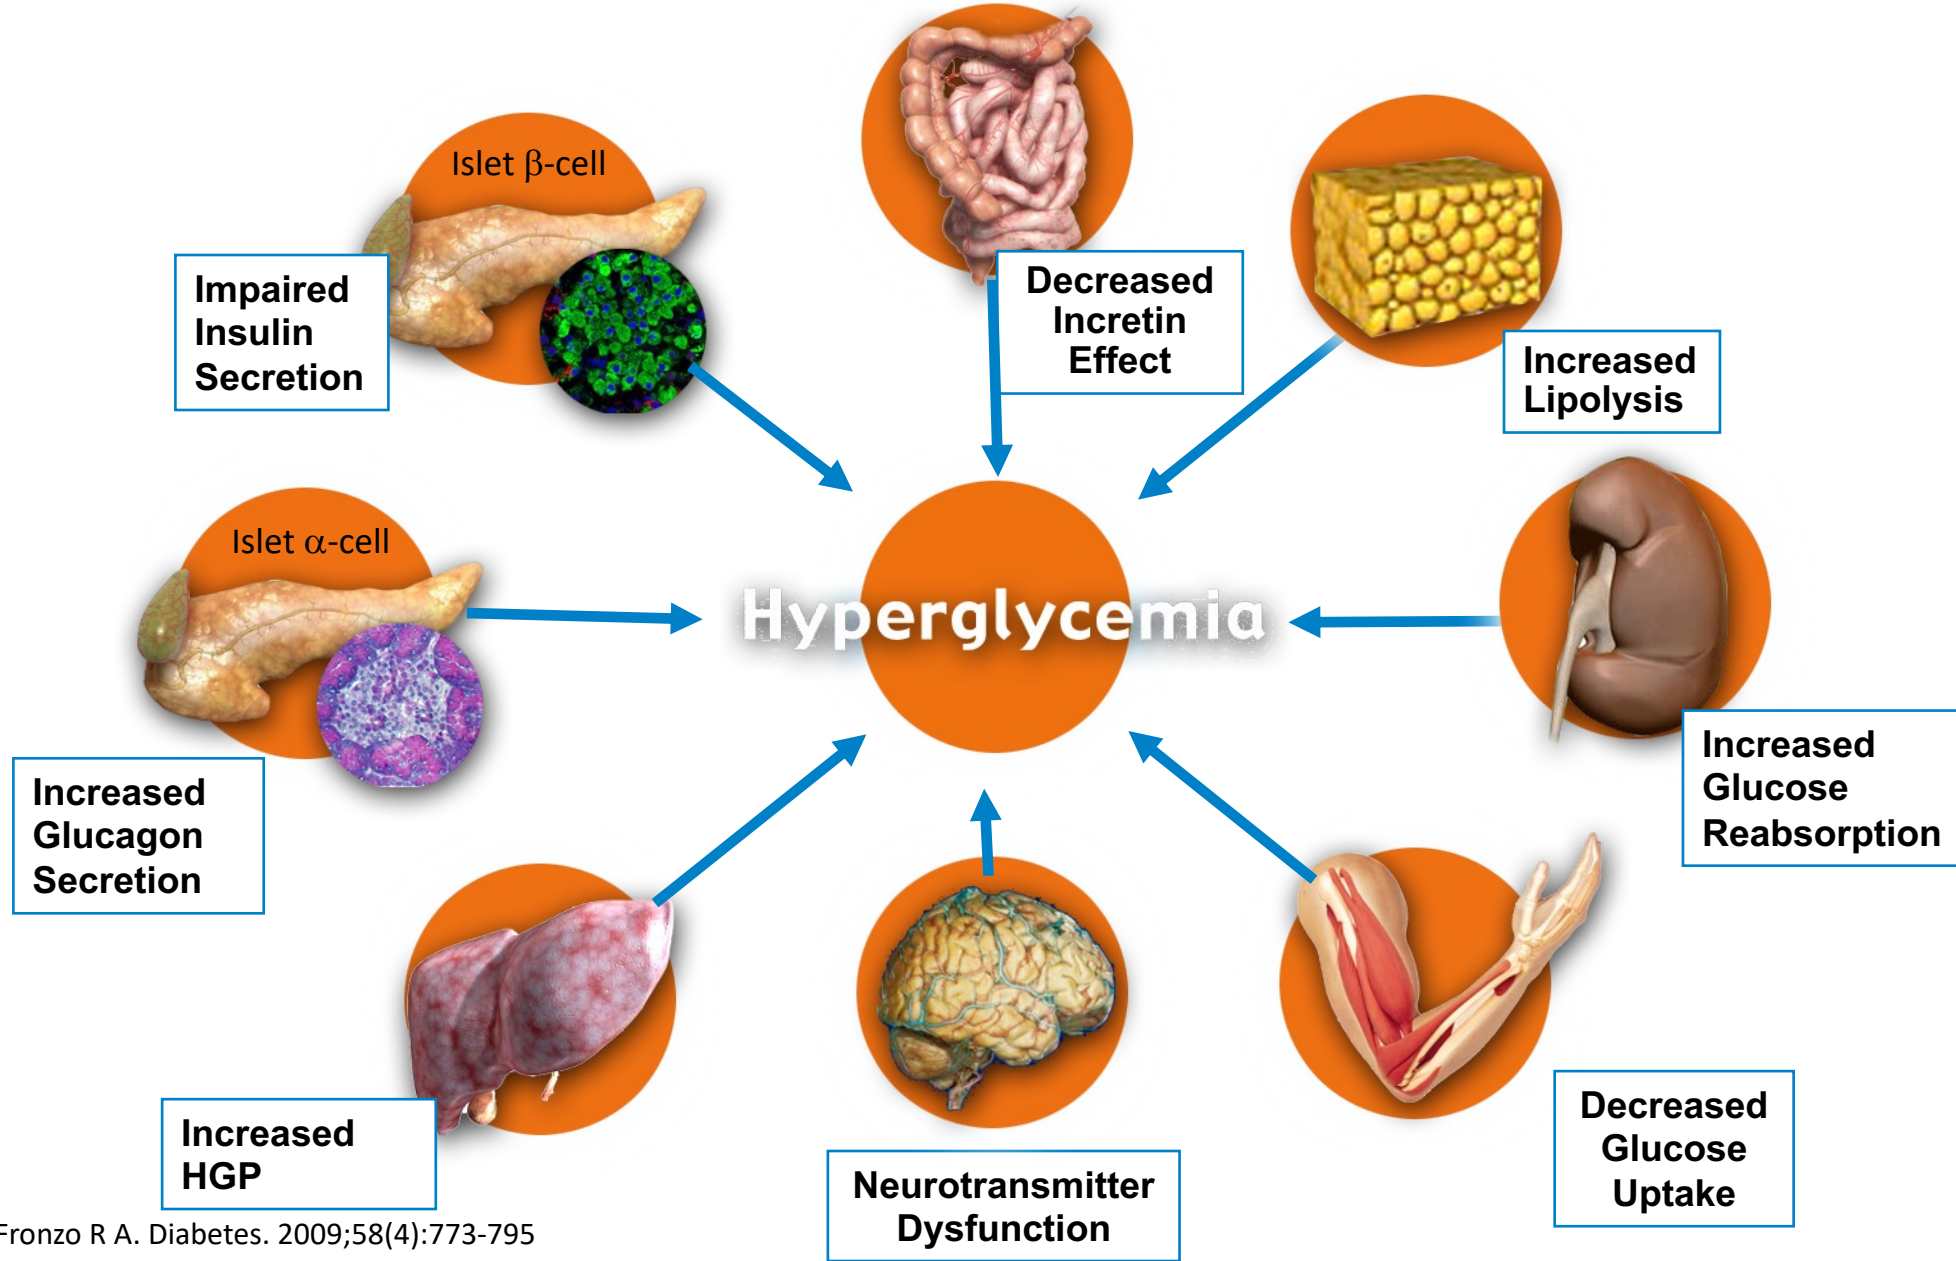 Islet β-cell
Impaired
Insulin
Secretion
Decreased
Incretin
Effect
Increased
Lipolysis
Islet α-cell
Increased
Glucagon
Secretion
Hyperglycemia
Increased
Glucose
Reabsorption
Increased
HGP
Neurotransmitter
Dysfunction
Decreased
Glucose
Uptake
Fronzo R A. Diabetes. 2009;58(4):773-795